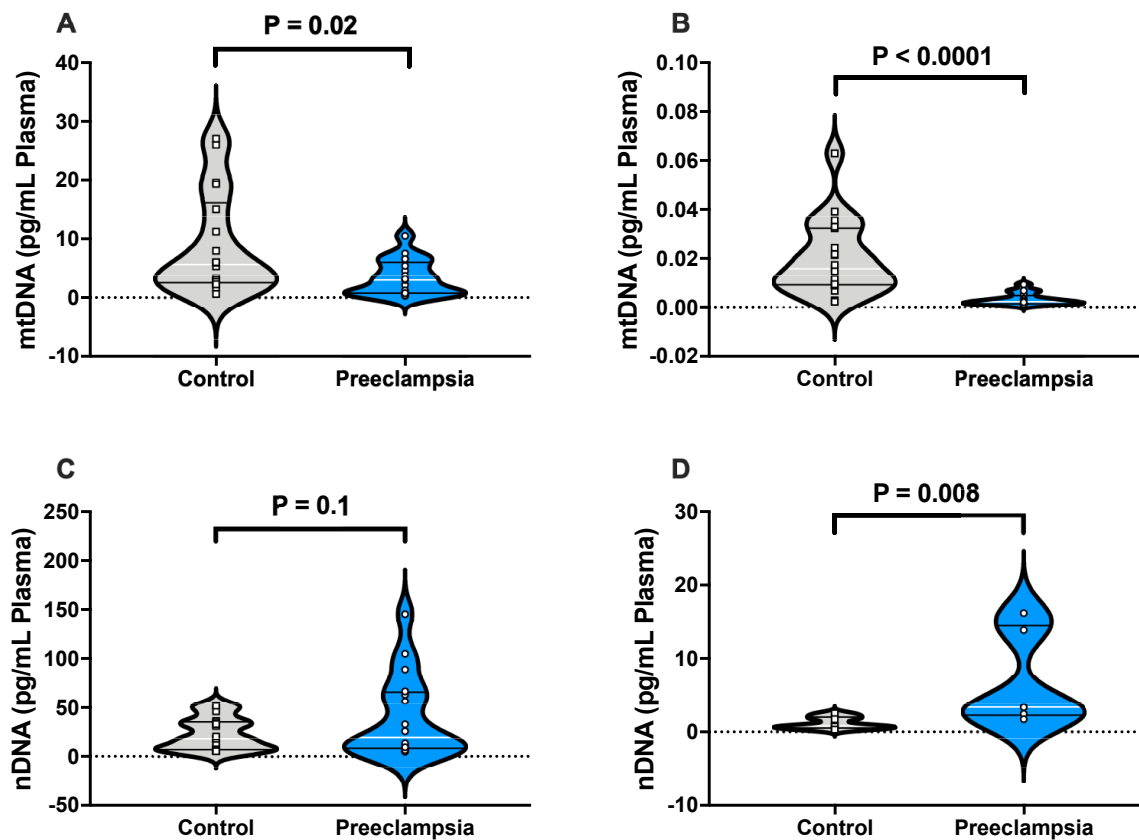 A
P = 0.02
mtDNA (pg/mL Plasma)
40
30
20
10
0
-10
Control
Preeclampsia
B
P < 0.0001
mtDNA (pg/mL Plasma)
0.10
0.08
0.06
0.04
0.02
0.00
-0.02
Control
Preeclampsia
C
P = 0.1
nDNA (pg/mL Plasma)
250
200
150
100
50
0
-50
Control
Preeclampsia
D
P = 0.008
nDNA (pg/mL Plasma)
30
20
10
0
-10
Control
Preeclampsia